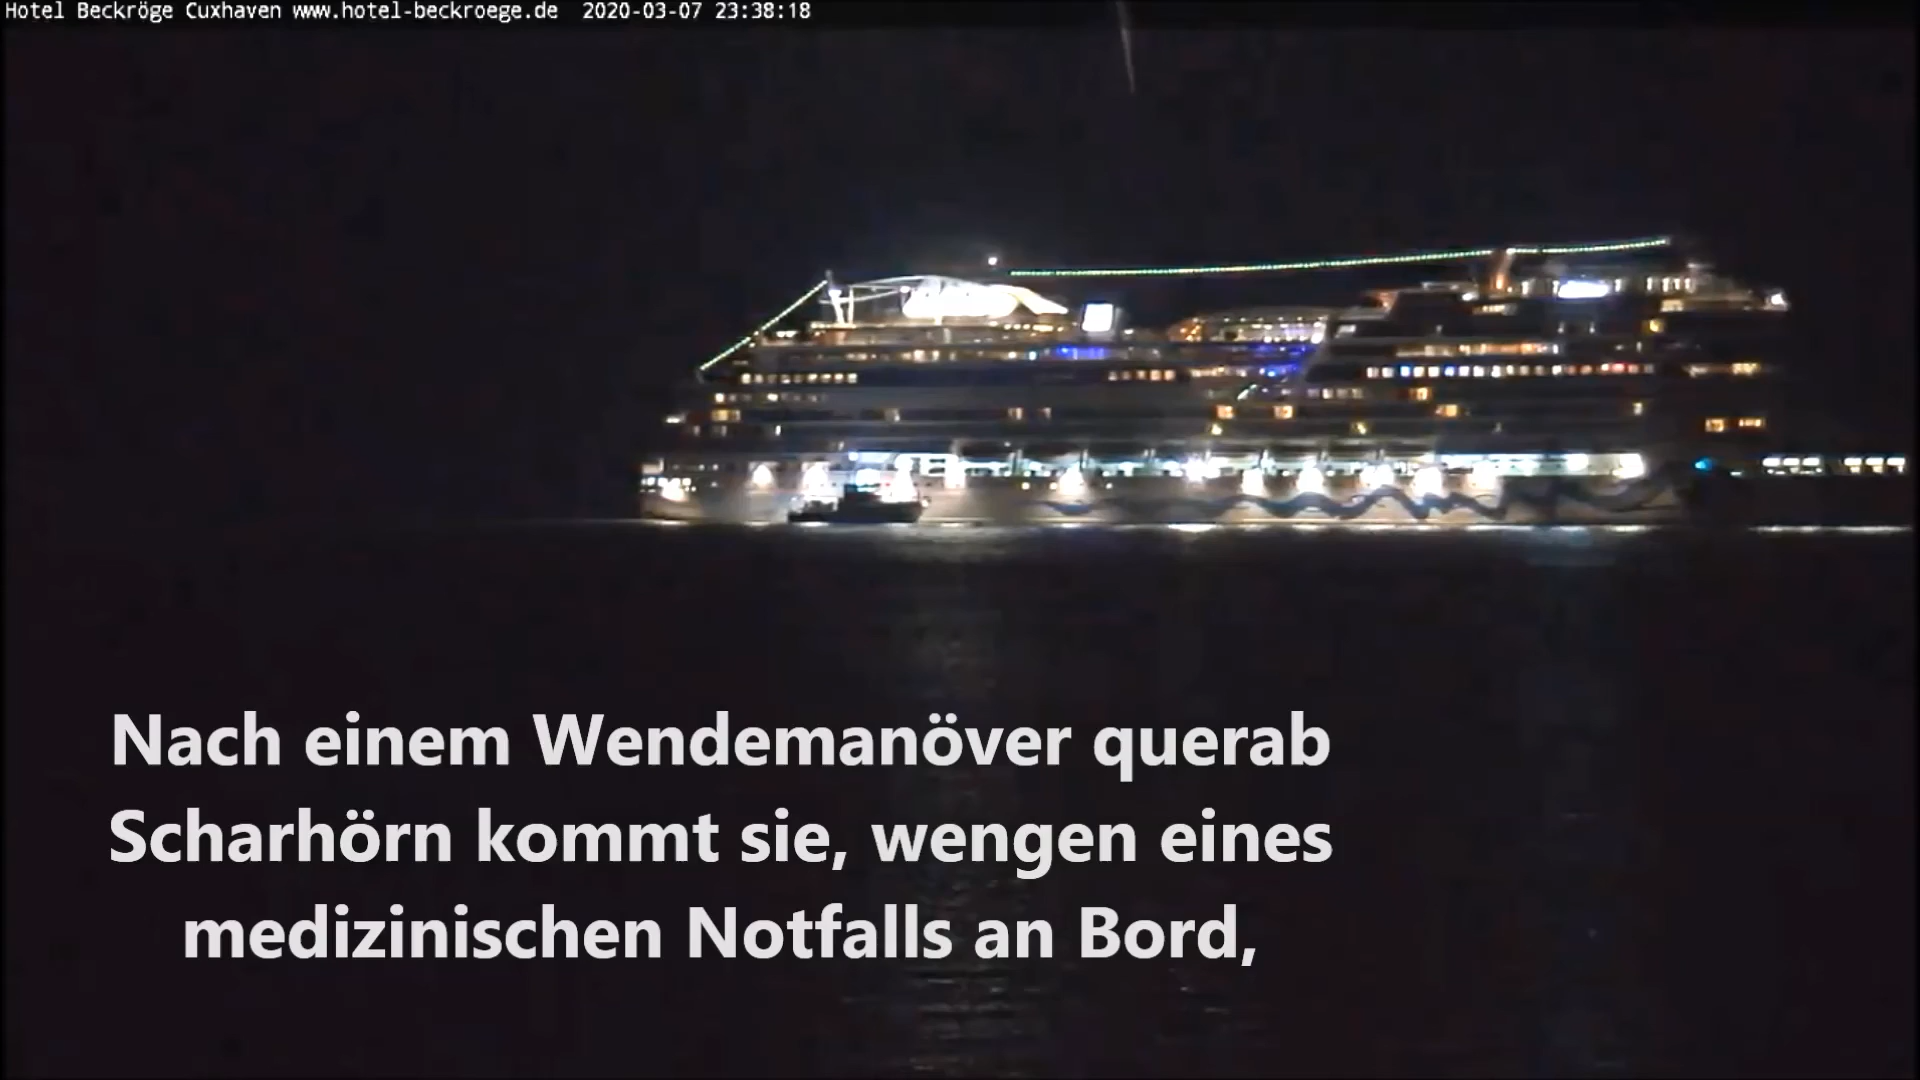 Hotel Beckröge Cuxhaven www.hotel-beckroege.de 2020-03-07 23:38:18
Nach einem Wendemanöver querab
Scharhörn kommt sie, wengen eines
medizinischen Notfalls an Bord,